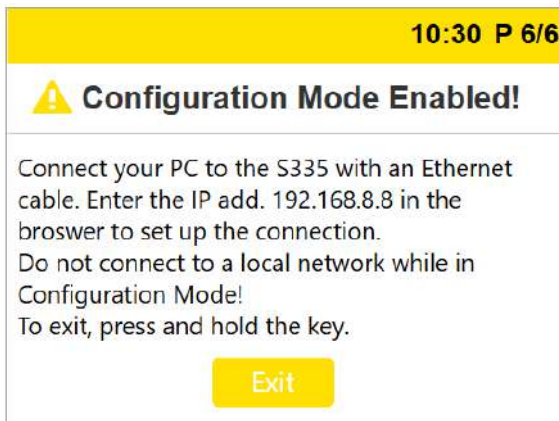 10:30 P 6/6
Configuration Mode Enabled!
Connect your PC to the S335 with an Ethernet
cable. Enter the IP add. 192.168.8.8 in the
broswer to set up the connection.
Do not connect to a local network while in
Configuration Mode!
To exit, press and hold the key.
Exit